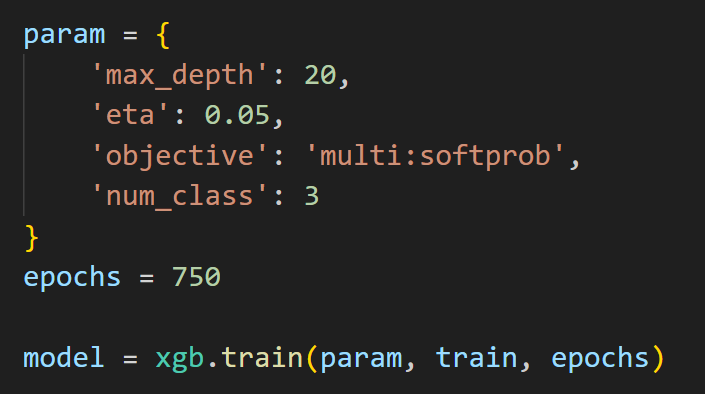 param = {
    'max_depth': 20,
    'eta': 0.05,
    'objective': 'multi:softprob',
    'num_class': 3
}
epochs = 750
model = xgb.train(param, train, epochs)